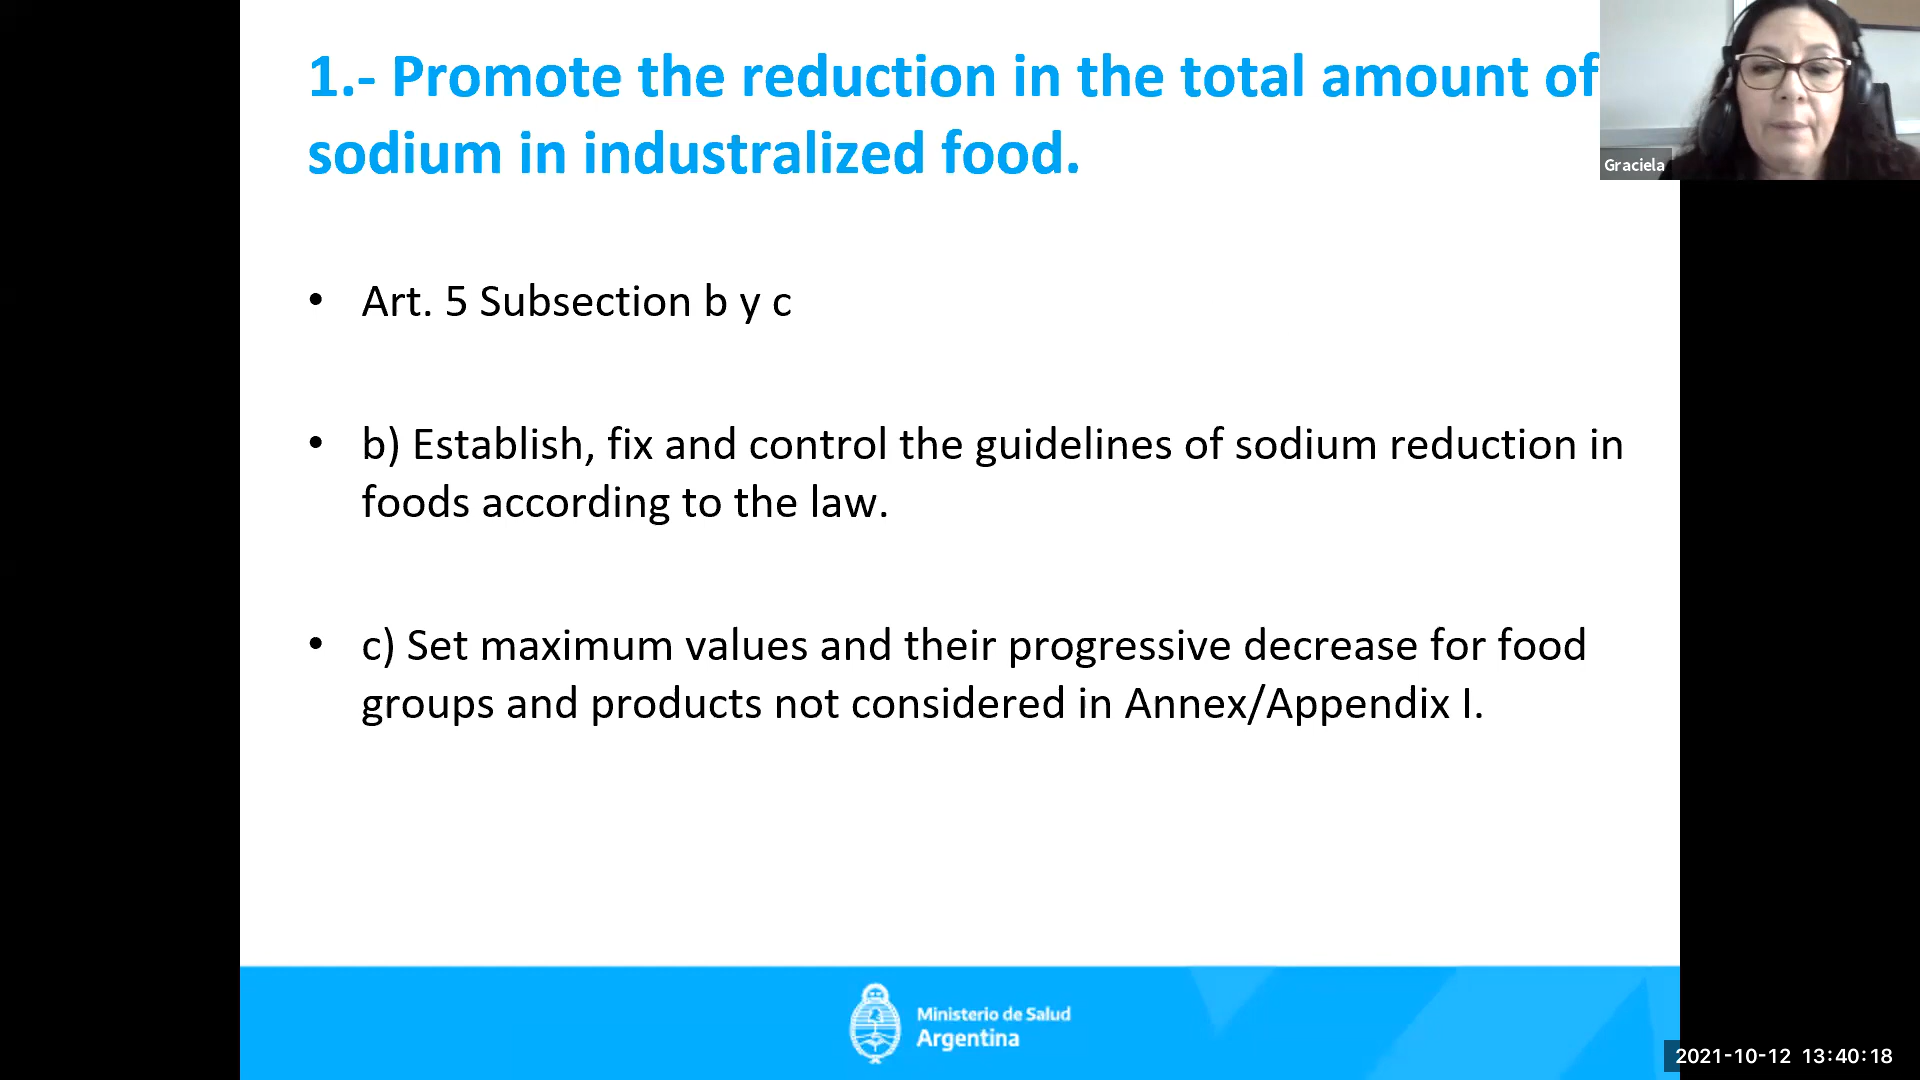 1.- Promote the reduction in the total amount of
sodium in industralized food.
Graciela
• Art. 5 Subsection b y c
• b) Establish, fix and control the guidelines of sodium reduction in
foods according to the law.
• c) Set maximum values and their progressive decrease for food
groups and products not considered in Annex/Appendix I.
Ministerio de Salud
Argentina
2021-10-12 13:40:18